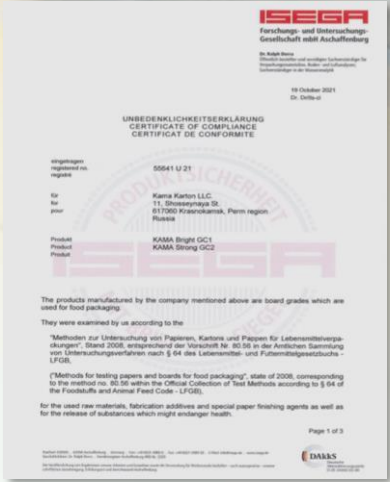 ISEGA
Forschungs- und Untersuchungs-
Gesellschaft mbH Aschaffenburg
19 October 2021
UNBEDENKLICHKEITSERKLÄRUNG
CERTIFICATE OF COMPLIANCE
CERTIFICAT DE CONFORMITE
eingetragen
registered no. 55641 U 21
registré
für Kama Karton LLC.
for 11, Shosseynaya St.
pour 617060 Krasnokamsk, Perm region
Russia
Produkt KAMA Bright GC1
Product KAMA Strong GC2
Produit
PRODUKTSICHERHEIT
ISEGA
The products manufactured by the company mentioned above are board grades which are
used for food packaging.
They were examined by us according to the
"Methoden zur Untersuchung von Papieren, Kartons und Pappen für Lebensmittelverpa-
ckungen", Stand 2008, entsprechend der Vorschrift Nr. 80.56 in der Amtlichen Sammlung
von Untersuchungsverfahren nach § 64 des Lebensmittel- und Futtermittelgesetzbuchs -
LFGB,
("Methods for testing papers and boards for food packaging", state of 2008, corresponding
to the method no. 80.56 within the Official Collection of Test Methods according to § 64 of
the Foodstuffs and Animal Feed Code - LFGB),
for the used raw materials, fabrication additives and special paper finishing agents as well as
for the release of substances which might endanger health.
Page 1 of 3
DAkkS